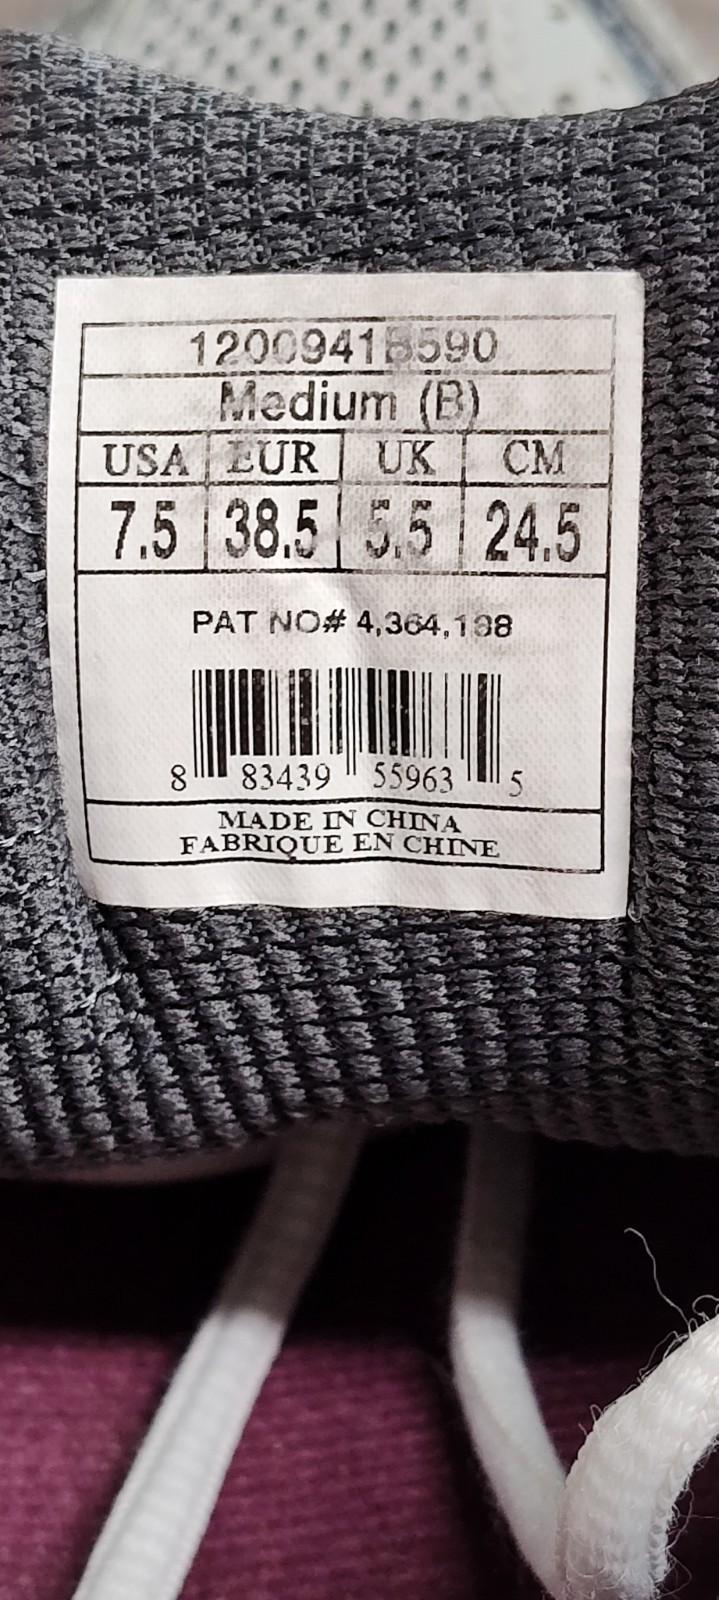 1200941B590
Medium (B)
USA EUR UK CM
7.5 38.5 5.5 24.5
PAT NO# 4,364,188
8 83439 55963 5
MADE IN CHINA
FABRIQUE EN CHINE